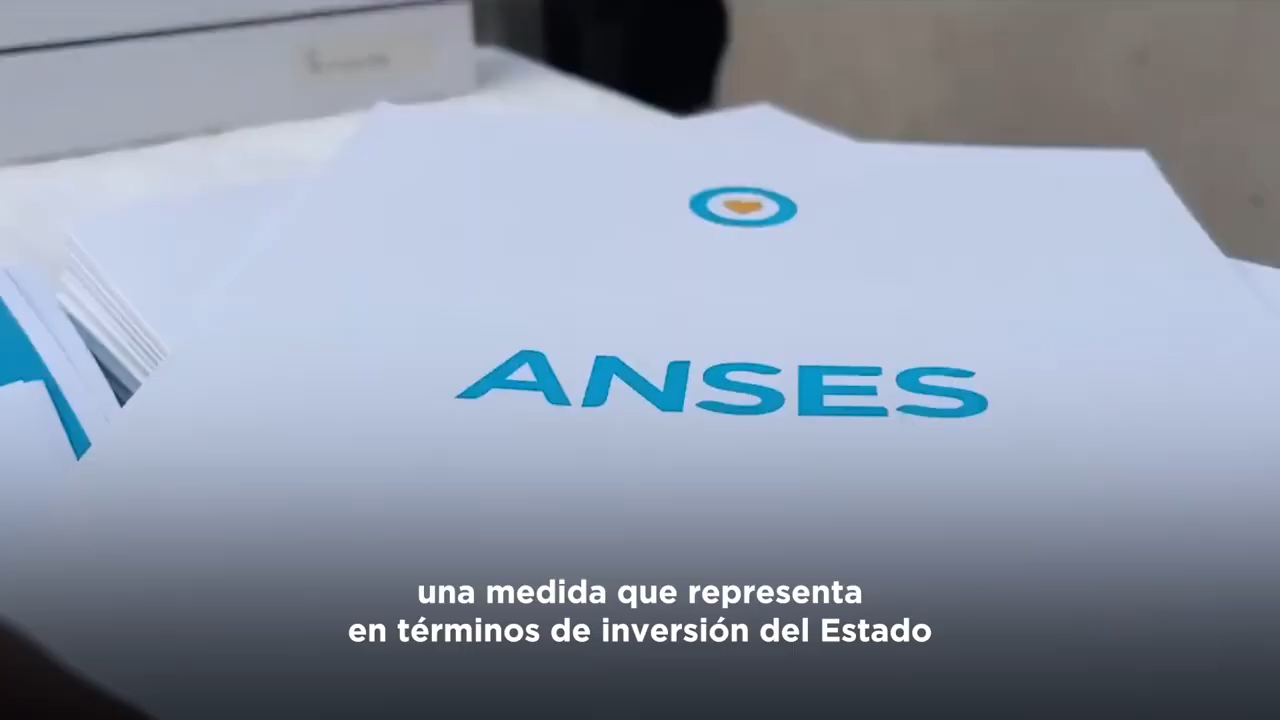 ANSES
una medida que representa
en términos de inversión del Estado